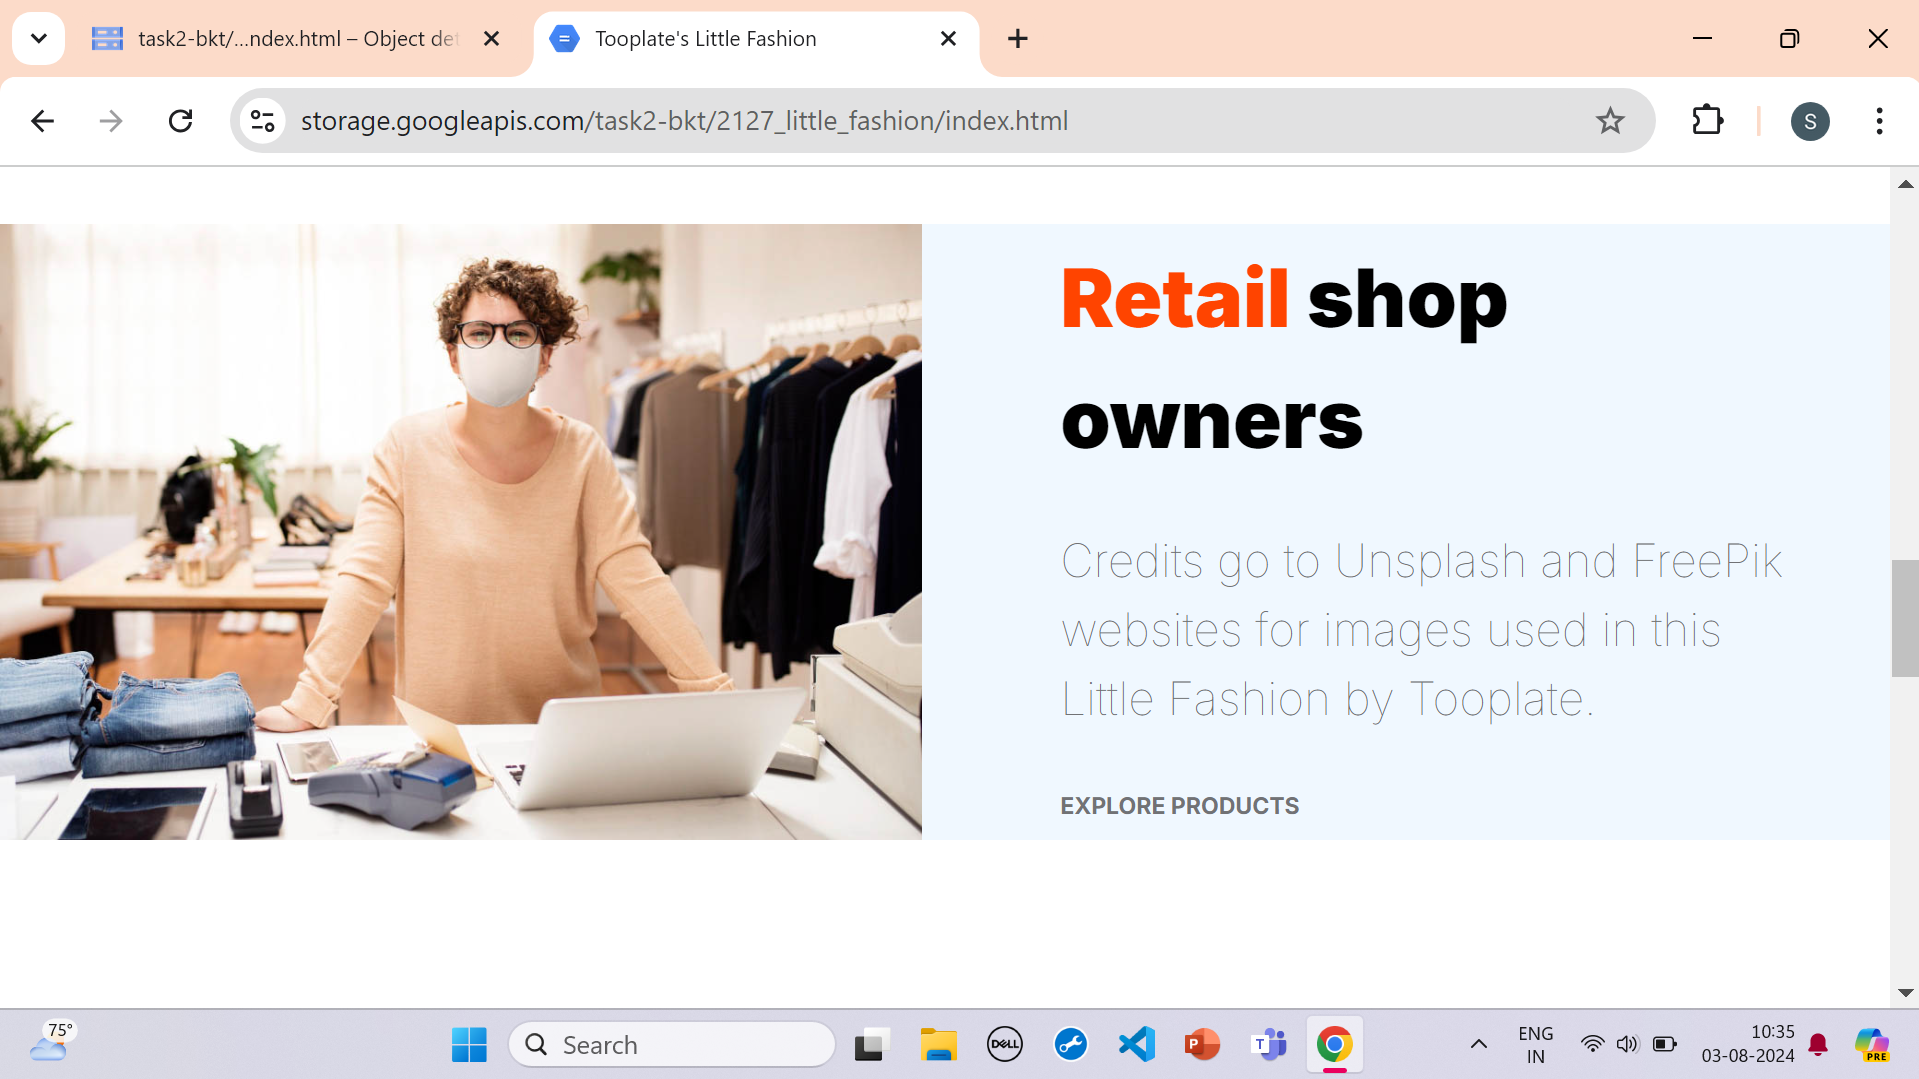 task2-bkt/...ndex.html – Object det
Tooplate's Little Fashion
storage.googleapis.com/task2-bkt/2127_little_fashion/index.html
S
Retail shop
owners
Credits go to Unsplash and FreePik
websites for images used in this
Little Fashion by Tooplate.
EXPLORE PRODUCTS
75°
Search
DELL
P
T
ENG
IN
10:35
03-08-2024
PRE